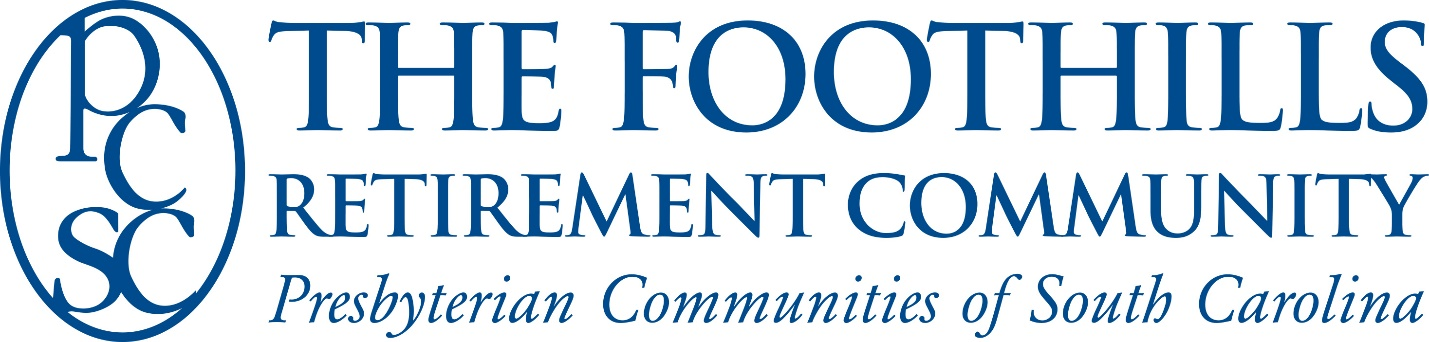 PCSC
THE FOOTHILLS
RETIREMENT COMMUNITY
Presbyterian Communities of South Carolina